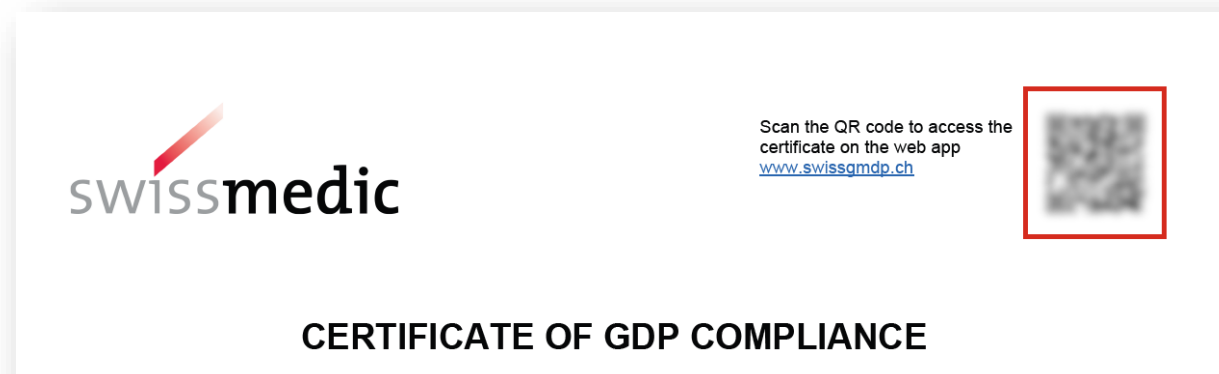 swissmedic
Scan the QR code to access the
certificate on the web app
www.swissgmdp.ch
CERTIFICATE OF GDP COMPLIANCE